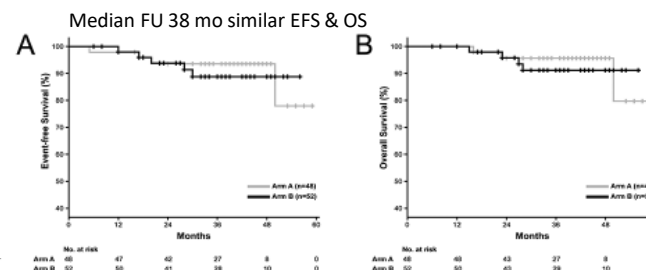 Median FU 38 mo similar EFS & OS
A
Event-free Survival (%)
100
90
80
70
60
50
40
0 12 24 36 48 60
Months
Arm A (n=48)
Arm B (n=52)
No. at risk
Arm A 48 47 42 27 8 0
Arm B 52 50 41 28 10 0
B
Overall Survival (%)
100
90
80
70
60
50
40
0 12 24 36 48
Months
Arm A (n=4
Arm B (n=
No. at risk
Arm A 48 48 43 27 8
Arm B 52 50 43 29 10